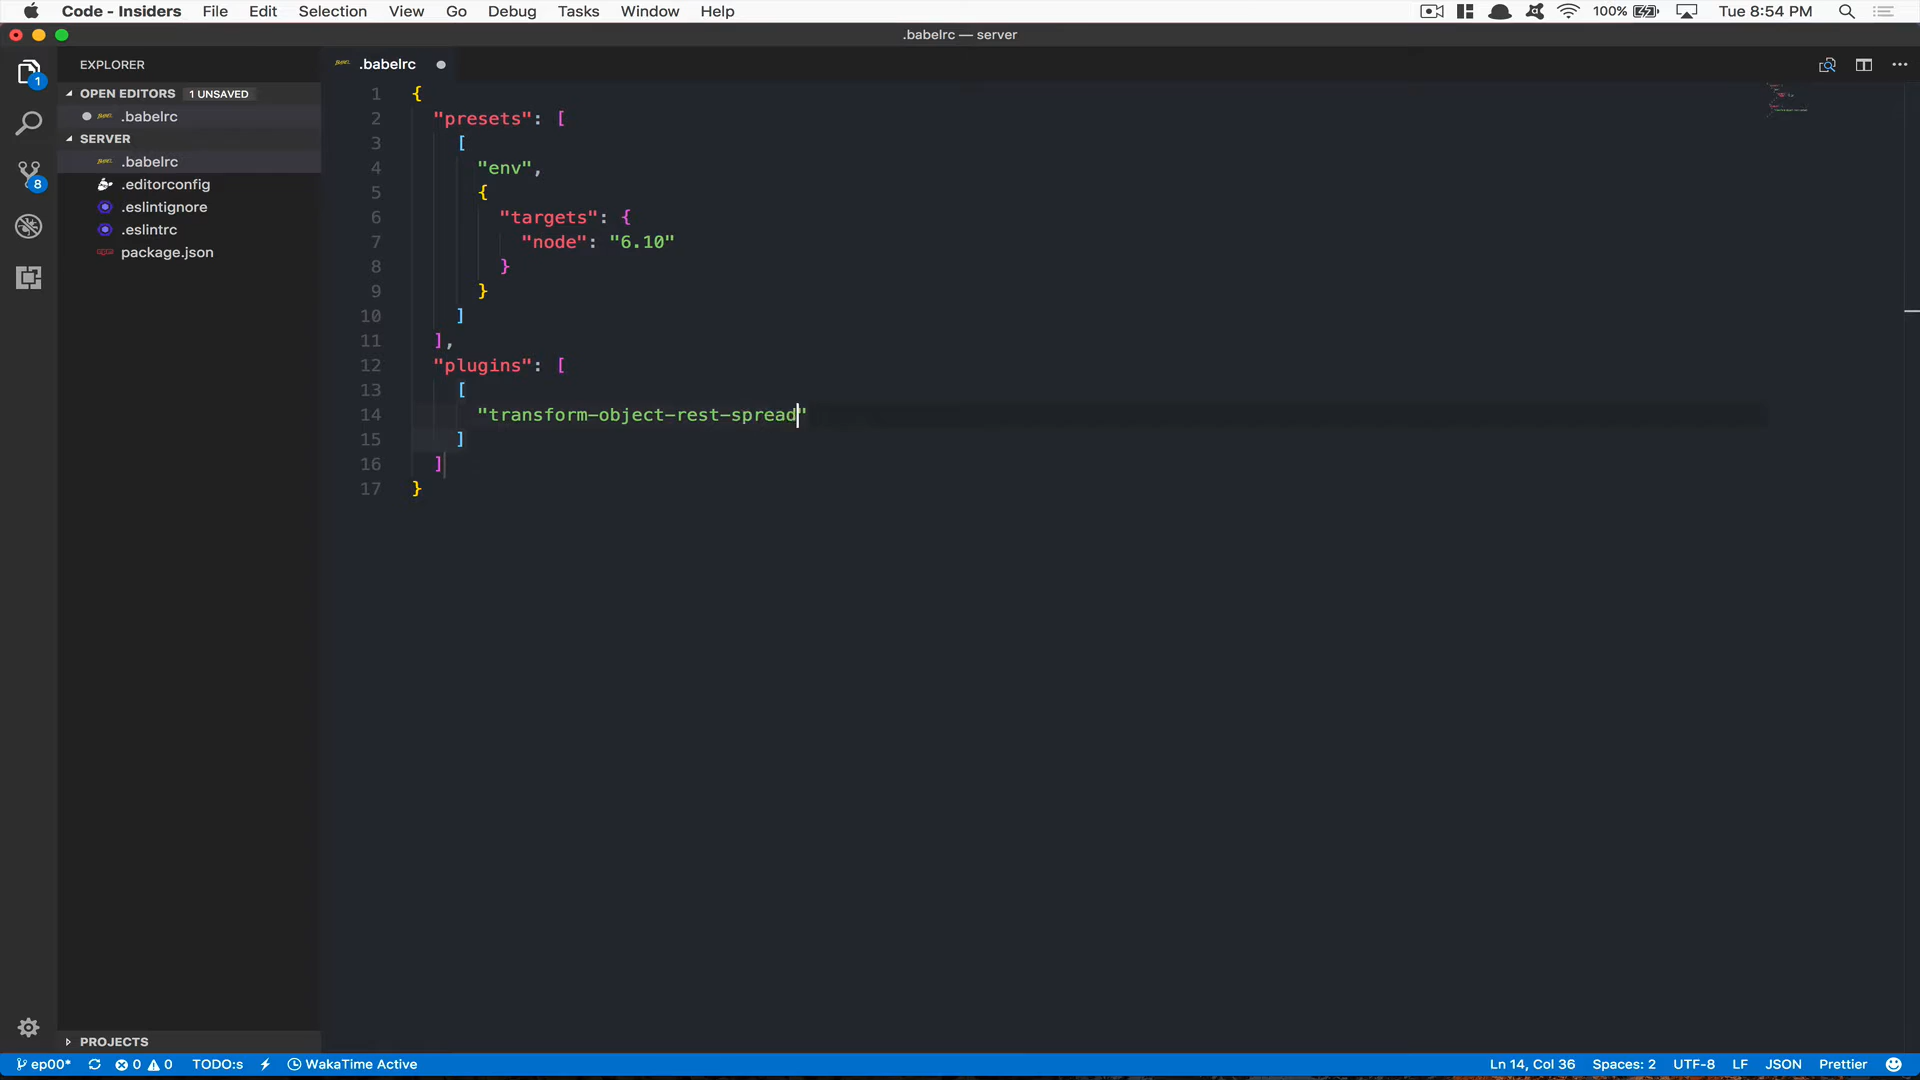 Code - Insiders File Edit Selection View Go Debug Tasks Window Help 100% Tue 8:54 PM
.babelrc — server
EXPLORER
OPEN EDITORS 1 UNSAVED
.babelrc
SERVER
.babelrc
.editorconfig
.eslintignore
.eslintrc
package.json
PROJECTS
1
8
.babelrc
1 {
2 "presets": [
3 [
4 "env",
5 {
6 "targets": {
7 "node": "6.10"
8 }
9 }
10 ]
11 ],
12 "plugins": [
13 [
14 "transform-object-rest-spread"
15 ]
16 ]
17 }
ep00* 0 0 TODO:s WakaTime Active Ln 14, Col 36 Spaces: 2 UTF-8 LF JSON Prettier